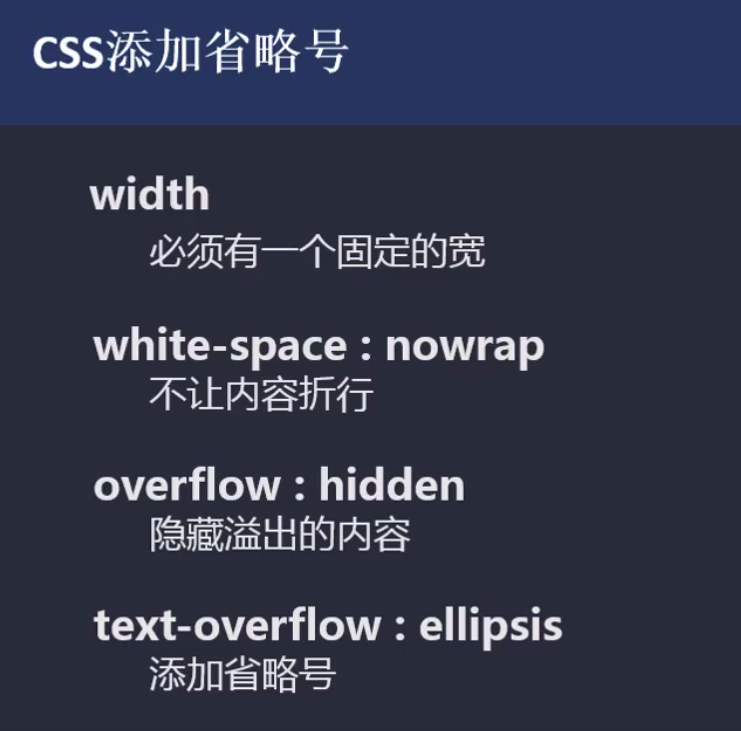 CSS添加省略号
width
必须有一个固定的宽
white-space : nowrap
不让内容折行
overflow : hidden
隐藏溢出的内容
text-overflow : ellipsis
添加省略号